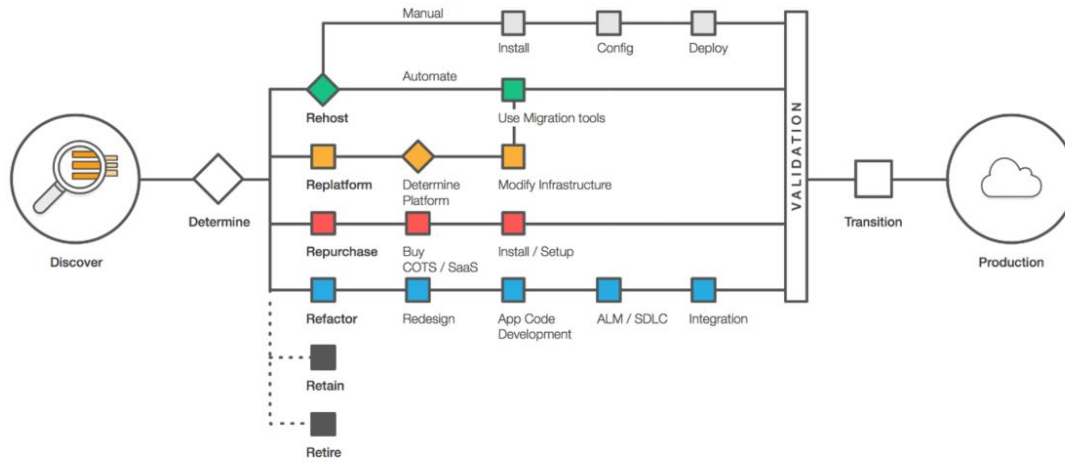 Manual
Install
Config
Deploy
Automate
Rehost
Use Migration tools
Replatform
Determine
Platform
Modify Infrastructure
Determine
Discover
Repurchase
Buy
COTS / SaaS
Install / Setup
Refactor
Redesign
App Code
Development
ALM / SDLC
Integration
Retain
Retire
VALIDATION
Transition
Production